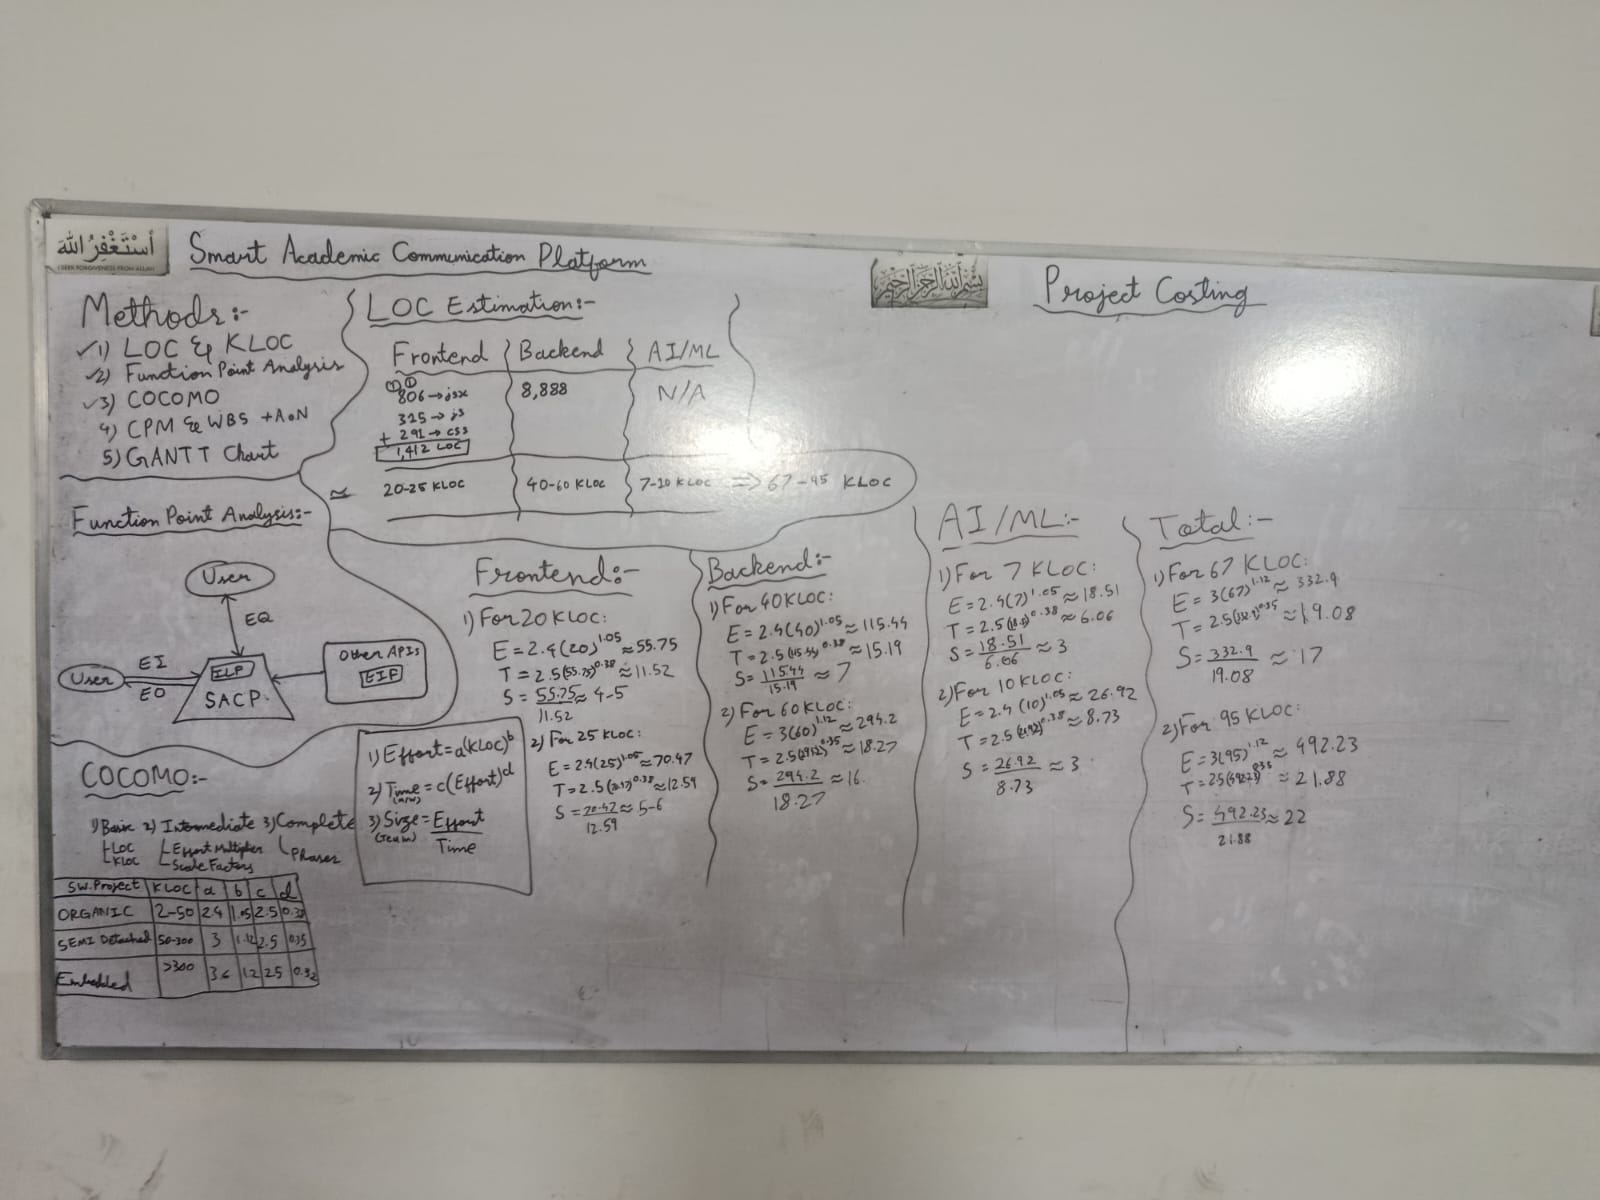 أَسْتَغْفِرُ اللهَ
I SEEK FORGIVENESS FROM ALLAH
Smart Academic Communication Platform
بِسْمِ اللهِ الرَّحْمٰنِ الرَّحِيْمِ
Project Costing
Methods:-
✓1) LOC & KLOC
✓2) Function Point Analysis
✓3) COCOMO
4) CPM & WBS + AoN
5) GANTT Chart
LOC Estimation:-
Frontend Backend AI/ML
806→jsx 8,888 N/A
315→js
+ 291→css
1,412 LOC
≈ 20-25 KLOC 40-60 KLOC 7-10 KLOC ⇒ 67-95 KLOC
Function Point Analysis:-
User
EQ
User
EI
EO
ILF
SACP
Other APIs
EIF
COCOMO:-
1) Basic 2) Intermediate 3) Complete
LOC
KLOC
Effort Multiplier
Scale Factors
Phases
SW.Project KLOC a b c d
ORGANIC 2-50 2.4 1.05 2.5 0.38
SEMI Detached 50-300 3 1.12 2.5 0.35
Embedded >300 3.6 1.2 2.5 0.32
1) Effort = a(KLOC)^b
2) Time = c(Effort)^d
3) Size = Effort
(Team) Time
Frontend:-
1) For 20 KLOC:
E = 2.4(20)^1.05 ≈ 55.75
T = 2.5(55.75)^0.38 ≈ 11.52
S = 55.75 ≈ 4-5
11.52
2) For 25 KLOC:
E = 2.4(25)^1.05 ≈ 70.47
T = 2.5(70.47)^0.38 ≈ 12.59
S = 70.47 ≈ 5-6
12.59
Backend:-
1) For 40 KLOC:
E = 2.4(40)^1.05 ≈ 115.44
T = 2.5(115.44)^0.38 ≈ 15.19
S = 115.44 ≈ 7
15.19
2) For 60 KLOC:
E = 3(60)^1.12 ≈ 294.2
T = 2.5(294.2)^0.35 ≈ 18.27
S = 294.2 ≈ 16
18.27
AI/ML:-
1) For 7 KLOC:
E = 2.4(7)^1.05 ≈ 18.51
T = 2.5(18.51)^0.38 ≈ 6.06
S = 18.51 ≈ 3
6.06
2) For 10 KLOC:
E = 2.4(10)^1.05 ≈ 26.92
T = 2.5(26.92)^0.38 ≈ 8.73
S = 26.92 ≈ 3
8.73
Total:-
1) For 67 KLOC:
E = 3(67)^1.12 ≈ 332.9
T = 2.5(332.9)^0.35 ≈ 19.08
S = 332.9 ≈ 17
19.08
2) For 95 KLOC:
E = 3(95)^1.12 ≈ 492.23
T = 2.5(492.23)^0.35 ≈ 21.88
S = 492.23 ≈ 22
21.88